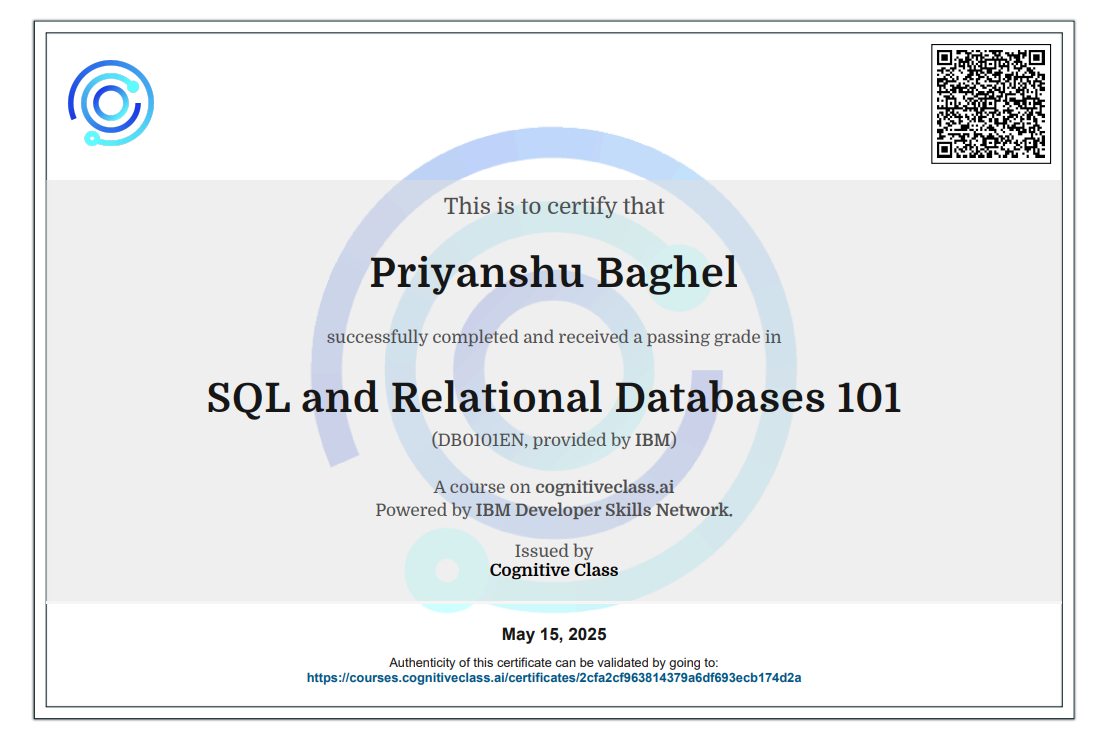 This is to certify that
Priyanshu Baghel
successfully completed and received a passing grade in
SQL and Relational Databases 101
(DB0101EN, provided by IBM)
A course on cognitiveclass.ai
Powered by IBM Developer Skills Network.
Issued by
Cognitive Class
May 15, 2025
Authenticity of this certificate can be validated by going to:
https://courses.cognitiveclass.ai/certificates/2cfa2cf963814379a6df693ecb174d2a